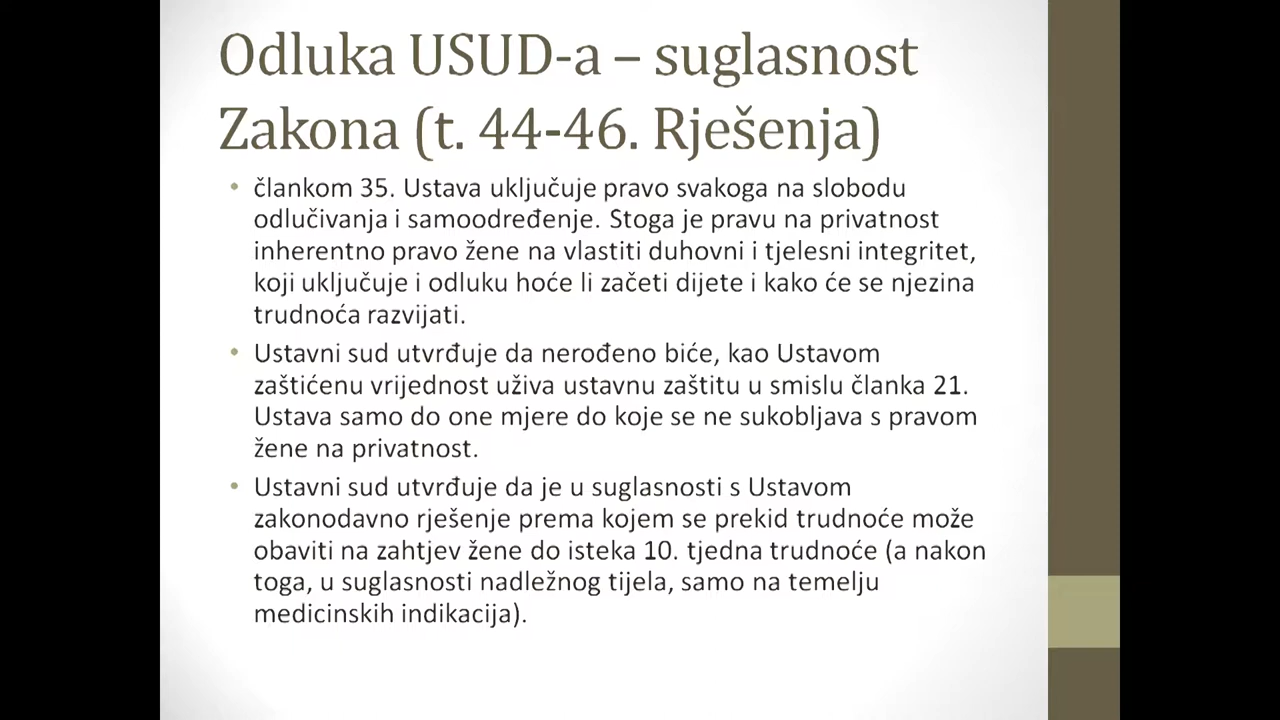 Odluka USUD-a – suglasnost
Zakona (t. 44-46. Rješenja)
• člankom 35. Ustava uključuje pravo svakoga na slobodu
odlučivanja i samoodređenje. Stoga je pravu na privatnost
inherentno pravo žene na vlastiti duhovni i tjelesni integritet,
koji uključuje i odluku hoće li začeti dijete i kako će se njezina
trudnoća razvijati.
• Ustavni sud utvrđuje da nerođeno biće, kao Ustavom
zaštićenu vrijednost uživa ustavnu zaštitu u smislu članka 21.
Ustava samo do one mjere do koje se ne sukobljava s pravom
žene na privatnost.
• Ustavni sud utvrđuje da je u suglasnosti s Ustavom
zakonodavno rješenje prema kojem se prekid trudnoće može
obaviti na zahtjev žene do isteka 10. tjedna trudnoće (a nakon
toga, u suglasnosti nadležnog tijela, samo na temelju
medicinskih indikacija).